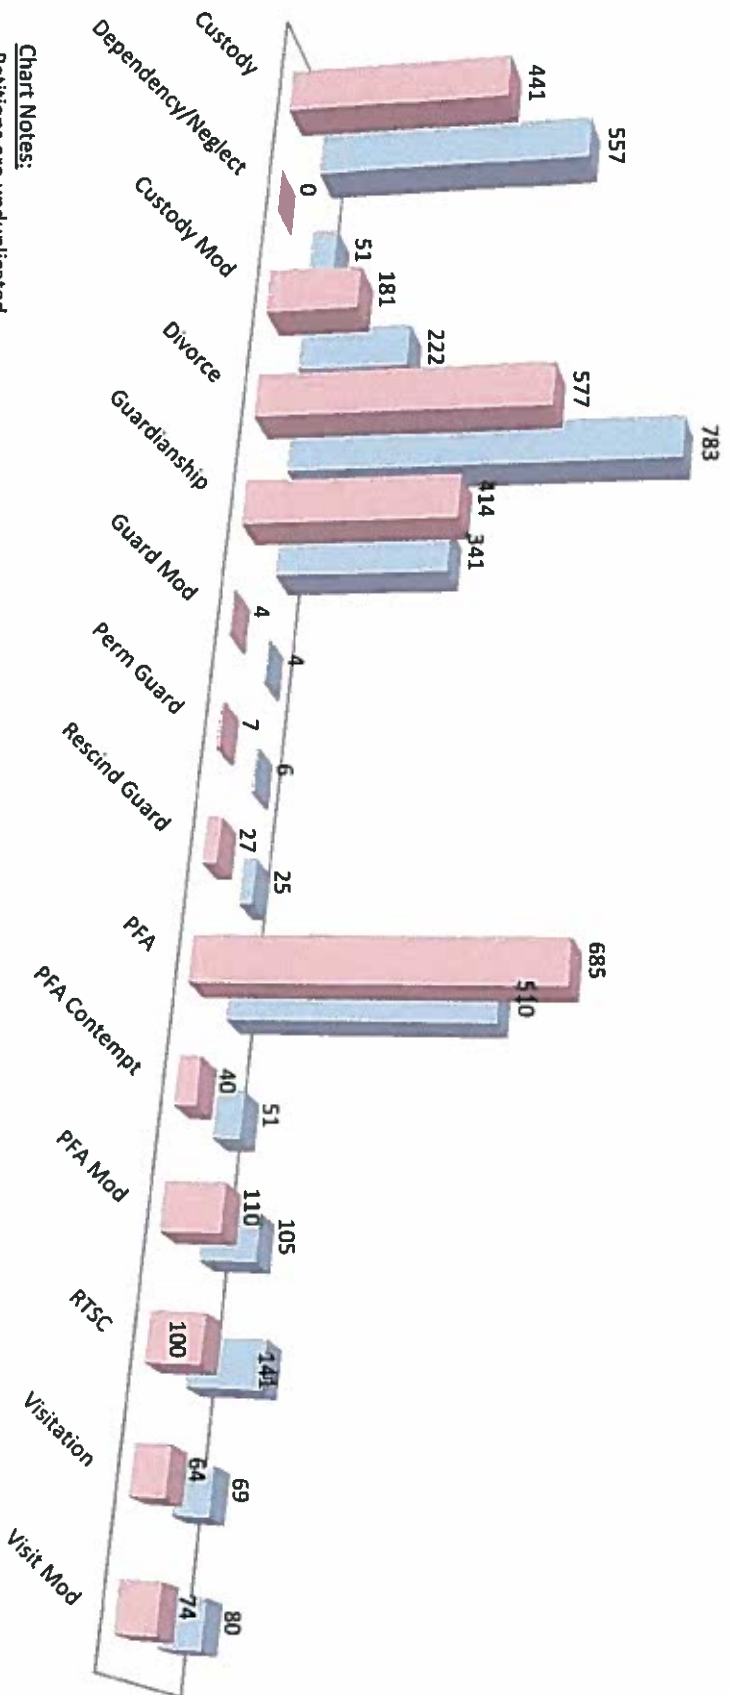 441
557
0
51
181
222
577
783
414
341
4
4
7
6
27
25
685
510
40
51
110
105
100
141
64
69
74
80
Custody
Dependency/Neglect
Custody Mod
Divorce
Guardianship
Guard Mod
Perm Guard
Rescind Guard
PFA
PFA Contempt
PFA Mod
RTSC
Visitation
Visit Mod
Chart Notes: